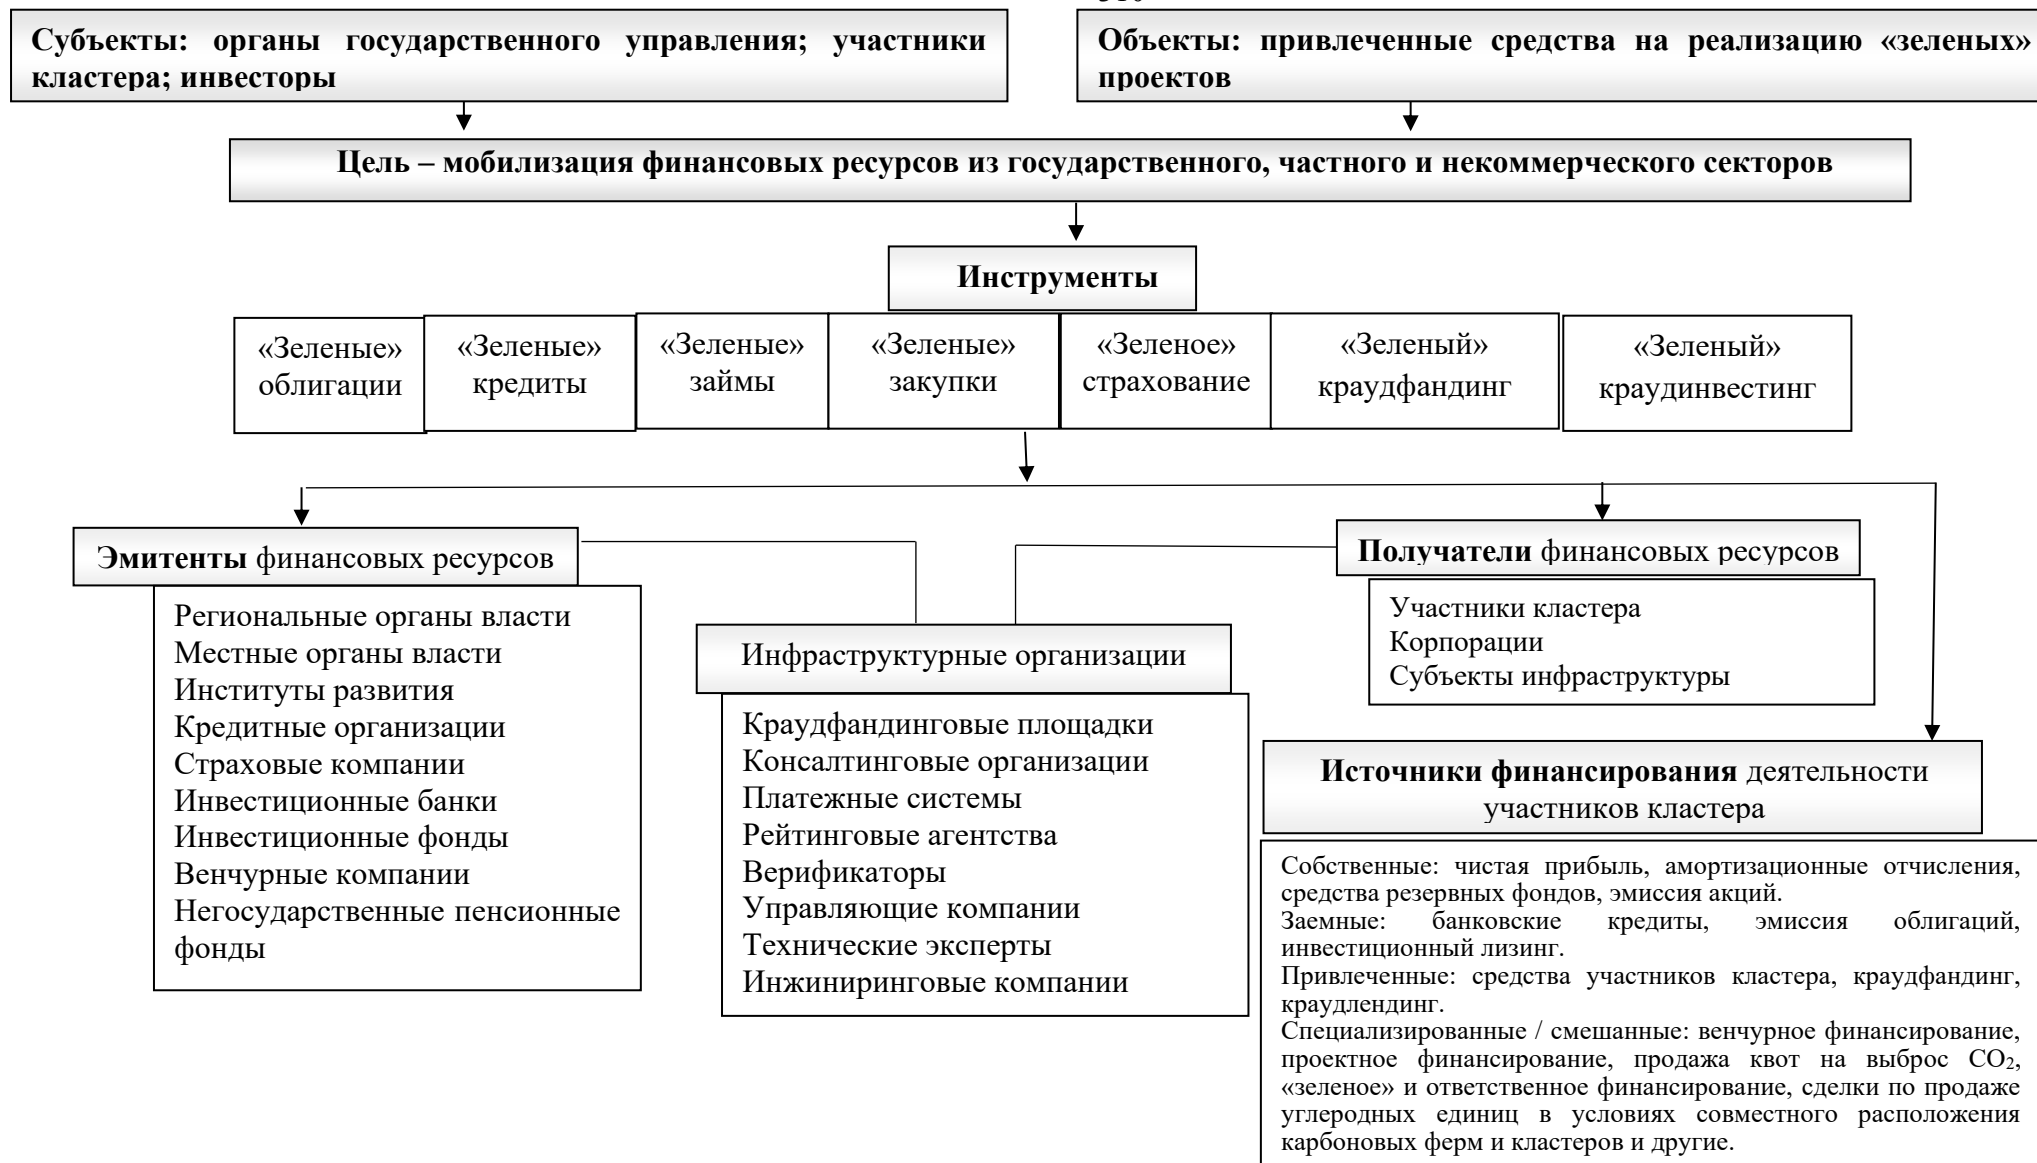 Субъекты: органы государственного управления; участники
кластера; инвесторы
Объекты: привлеченные средства на реализацию «зеленых»
проектов
Цель – мобилизация финансовых ресурсов из государственного, частного и некоммерческого секторов
Инструменты
«Зеленые»
облигации
«Зеленые»
кредиты
«Зеленые»
займы
«Зеленые»
закупки
«Зеленое»
страхование
«Зеленый»
краудфандинг
«Зеленый»
краудинвестинг
Эмитенты финансовых ресурсов
Региональные органы власти
Местные органы власти
Институты развития
Кредитные организации
Страховые компании
Инвестиционные банки
Инвестиционные фонды
Венчурные компании
Негосударственные пенсионные
фонды
Инфраструктурные организации
Краудфандинговые площадки
Консалтинговые организации
Платежные системы
Рейтинговые агентства
Верификаторы
Управляющие компании
Технические эксперты
Инжиниринговые компании
Получатели финансовых ресурсов
Участники кластера
Корпорации
Субъекты инфраструктуры
Источники финансирования деятельности
участников кластера
Собственные: чистая прибыль, амортизационные отчисления,
средства резервных фондов, эмиссия акций.
Заемные: банковские кредиты, эмиссия облигаций,
инвестиционный лизинг.
Привлеченные: средства участников кластера, краудфандинг,
краудлендинг.
Специализированные / смешанные: венчурное финансирование,
проектное финансирование, продажа квот на выброс CO₂,
«зеленое» и ответственное финансирование, сделки по продаже
углеродных единиц в условиях совместного расположения
карбоновых ферм и кластеров и другие.